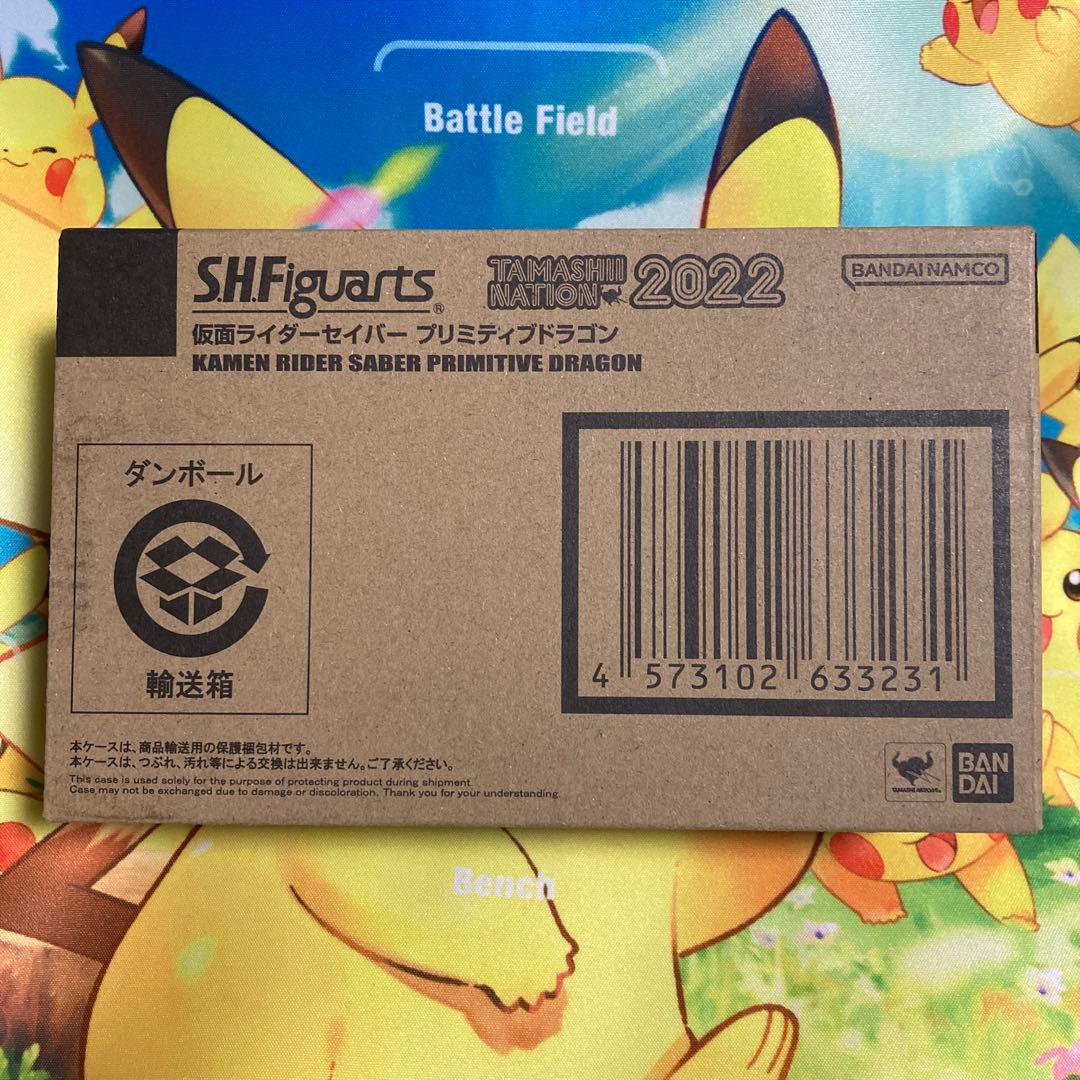 Battle Field
S.H.Figuarts®
TAMASHII NATION 2022
BANDAI NAMCO
仮面ライダーセイバー プリミティブドラゴン
KAMEN RIDER SABER PRIMITIVE DRAGON
ダンボール
輸送箱
4 573102 633231
本ケースは、商品輸送用の保護梱包材です。
本ケースは、つぶれ、汚れ等による交換は出来ません。ご了承ください。
This case is used solely for the purpose of protecting product during shipment.
Case may not be exchanged due to damage or discoloration. Thank you for your understanding.
TAMASHII NATIONS
BAN
DAI
Bench